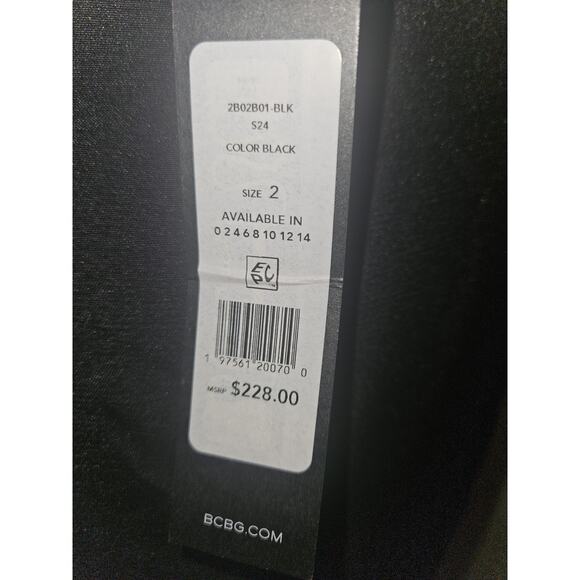 2B02B01-BLK
S24
COLOR BLACK
SIZE 2
AVAILABLE IN
0 2 4 6 8 10 12 14
EPC
1 97561 20070 0
MSRP $228.00
BCBG.COM